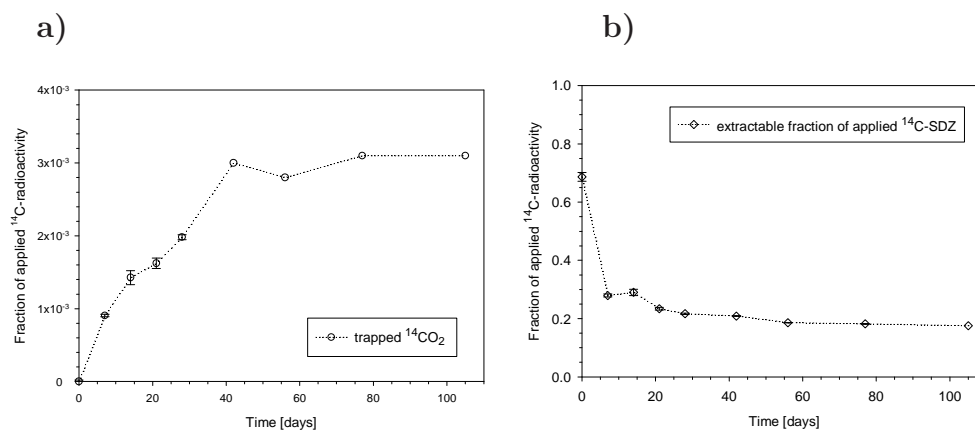 a)
4x10⁻³
3x10⁻³
2x10⁻³
1x10⁻³
0
Fraction of applied ¹⁴C-radioactivity
trapped ¹⁴CO₂
0 20 40 60 80 100
Time [days]
b)
1.0
0.8
0.6
0.4
0.2
0.0
Fraction of applied ¹⁴C-radioactivity
extractable fraction of applied ¹⁴C-SDZ
0 20 40 60 80 100
Time [days]